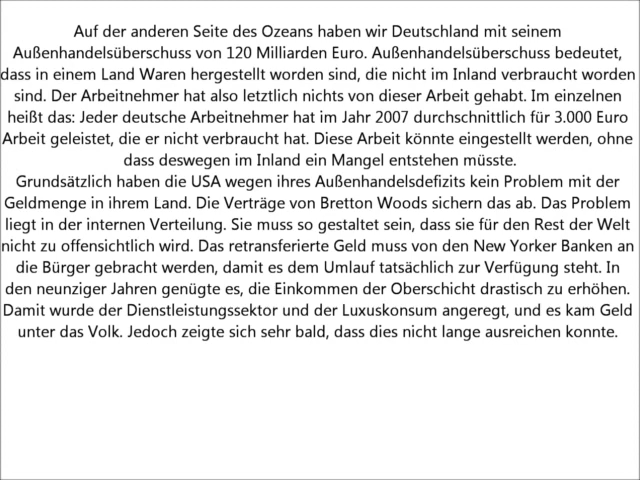 Auf der anderen Seite des Ozeans haben wir Deutschland mit seinem
Außenhandelsüberschuss von 120 Milliarden Euro. Außenhandelsüberschuss bedeutet,
dass in einem Land Waren hergestellt worden sind, die nicht im Inland verbraucht worden
sind. Der Arbeitnehmer hat also letztlich nichts von dieser Arbeit gehabt. Im einzelnen
heißt das: Jeder deutsche Arbeitnehmer hat im Jahr 2007 durchschnittlich für 3.000 Euro
Arbeit geleistet, die er nicht verbraucht hat. Diese Arbeit könnte eingestellt werden, ohne
dass deswegen im Inland ein Mangel entstehen müsste.
Grundsätzlich haben die USA wegen ihres Außenhandelsdefizits kein Problem mit der
Geldmenge in ihrem Land. Die Verträge von Bretton Woods sichern das ab. Das Problem
liegt in der internen Verteilung. Sie muss so gestaltet sein, dass sie für den Rest der Welt
nicht zu offensichtlich wird. Das retransferierte Geld muss von den New Yorker Banken an
die Bürger gebracht werden, damit es dem Umlauf tatsächlich zur Verfügung steht. In
den neunziger Jahren genügte es, die Einkommen der Oberschicht drastisch zu erhöhen.
Damit wurde der Dienstleistungssektor und der Luxuskonsum angeregt, und es kam Geld
unter das Volk. Jedoch zeigte sich sehr bald, dass dies nicht lange ausreichen konnte.